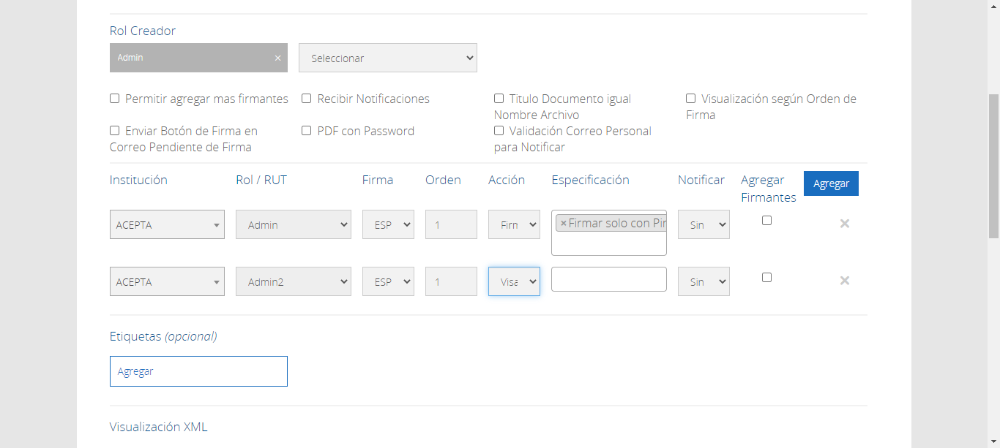 Rol Creador
Admin ×
Seleccionar
Permitir agregar mas firmantes
Recibir Notificaciones
Titulo Documento igual
Nombre Archivo
Visualización según Orden de
Firma
Enviar Botón de Firma en
Correo Pendiente de Firma
PDF con Password
Validación Correo Personal
para Notificar
Institución Rol / RUT Firma Orden Acción Especificación Notificar Agregar
Firmantes
Agregar
ACEPTA Admin ESP 1 Firm ×Firmar solo con Pin Sin ×
ACEPTA Admin2 ESP 1 Visa Sin ×
Etiquetas (opcional)
Agregar
Visualización XML